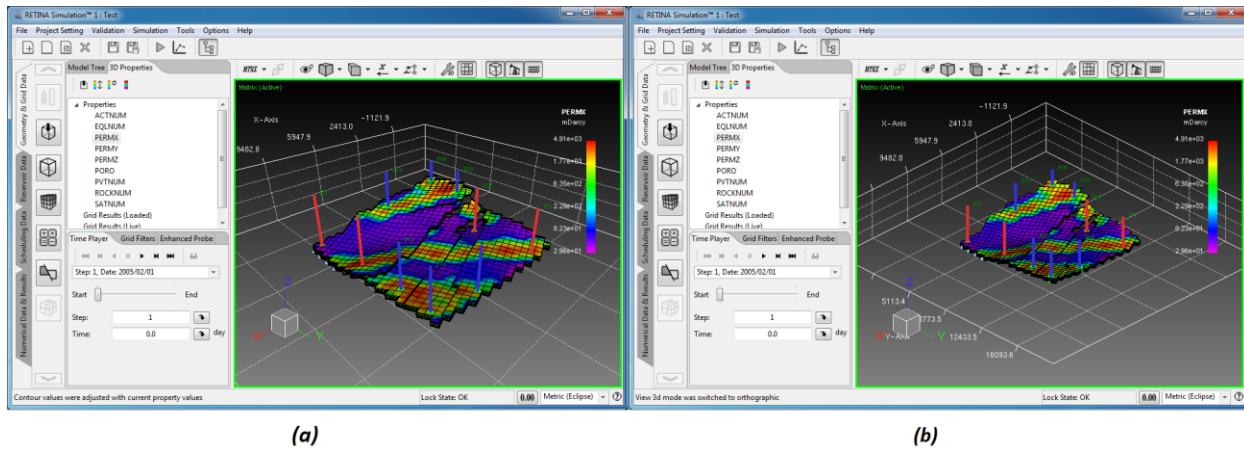 RETINA Simulation™ 1 : Test
File Project Setting Validation Simulation Tools Options Help
Model Tree 3D Properties
MTRX
Geometry & Grid Data
Reservoir Data
Scheduling Data
Numerical Data & Results
Properties
ACTNUM
EQLNUM
PERMX
PERMY
PERMZ
PORO
PVTNUM
ROCKNUM
SATNUM
Grid Results (Loaded)
Grid Results (Live)
Time Player Grid Filters Enhanced Probe
Step: 1, Date: 2005/02/01
Start End
Step: 1
Time: 0.0 day
Matrix (Active)
X-Axis
9482.8
5947.9
2413.0
-1121.9
PERMX
mDarcy
4.91e+03
1.77e+03
6.35e+02
2.29e+02
8.23e+01
2.96e+01
Z
X
Y
Contour values were adjusted with current property values
Lock State: OK 0.00 Metric (Eclipse)
(a)
RETINA Simulation™ 1 : Test
File Project Setting Validation Simulation Tools Options Help
Model Tree 3D Properties
MTRX
Geometry & Grid Data
Reservoir Data
Scheduling Data
Numerical Data & Results
Properties
ACTNUM
EQLNUM
PERMX
PERMY
PERMZ
PORO
PVTNUM
ROCKNUM
SATNUM
Grid Results (Loaded)
Grid Results (Live)
Time Player Grid Filters Enhanced Probe
Step: 1, Date: 2005/02/01
Start End
Step: 1
Time: 0.0 day
Matrix (Active)
X-Axis
9482.8
5947.9
2413.0
-1121.9
PERMX
mDarcy
4.91e+03
1.77e+03
6.35e+02
2.29e+02
8.23e+01
2.96e+01
5113.4
Z
X
Y-Axis
Y
12433.5
16093.6
View 3d mode was switched to orthographic
Lock State: OK 0.00 Metric (Eclipse)
(b)